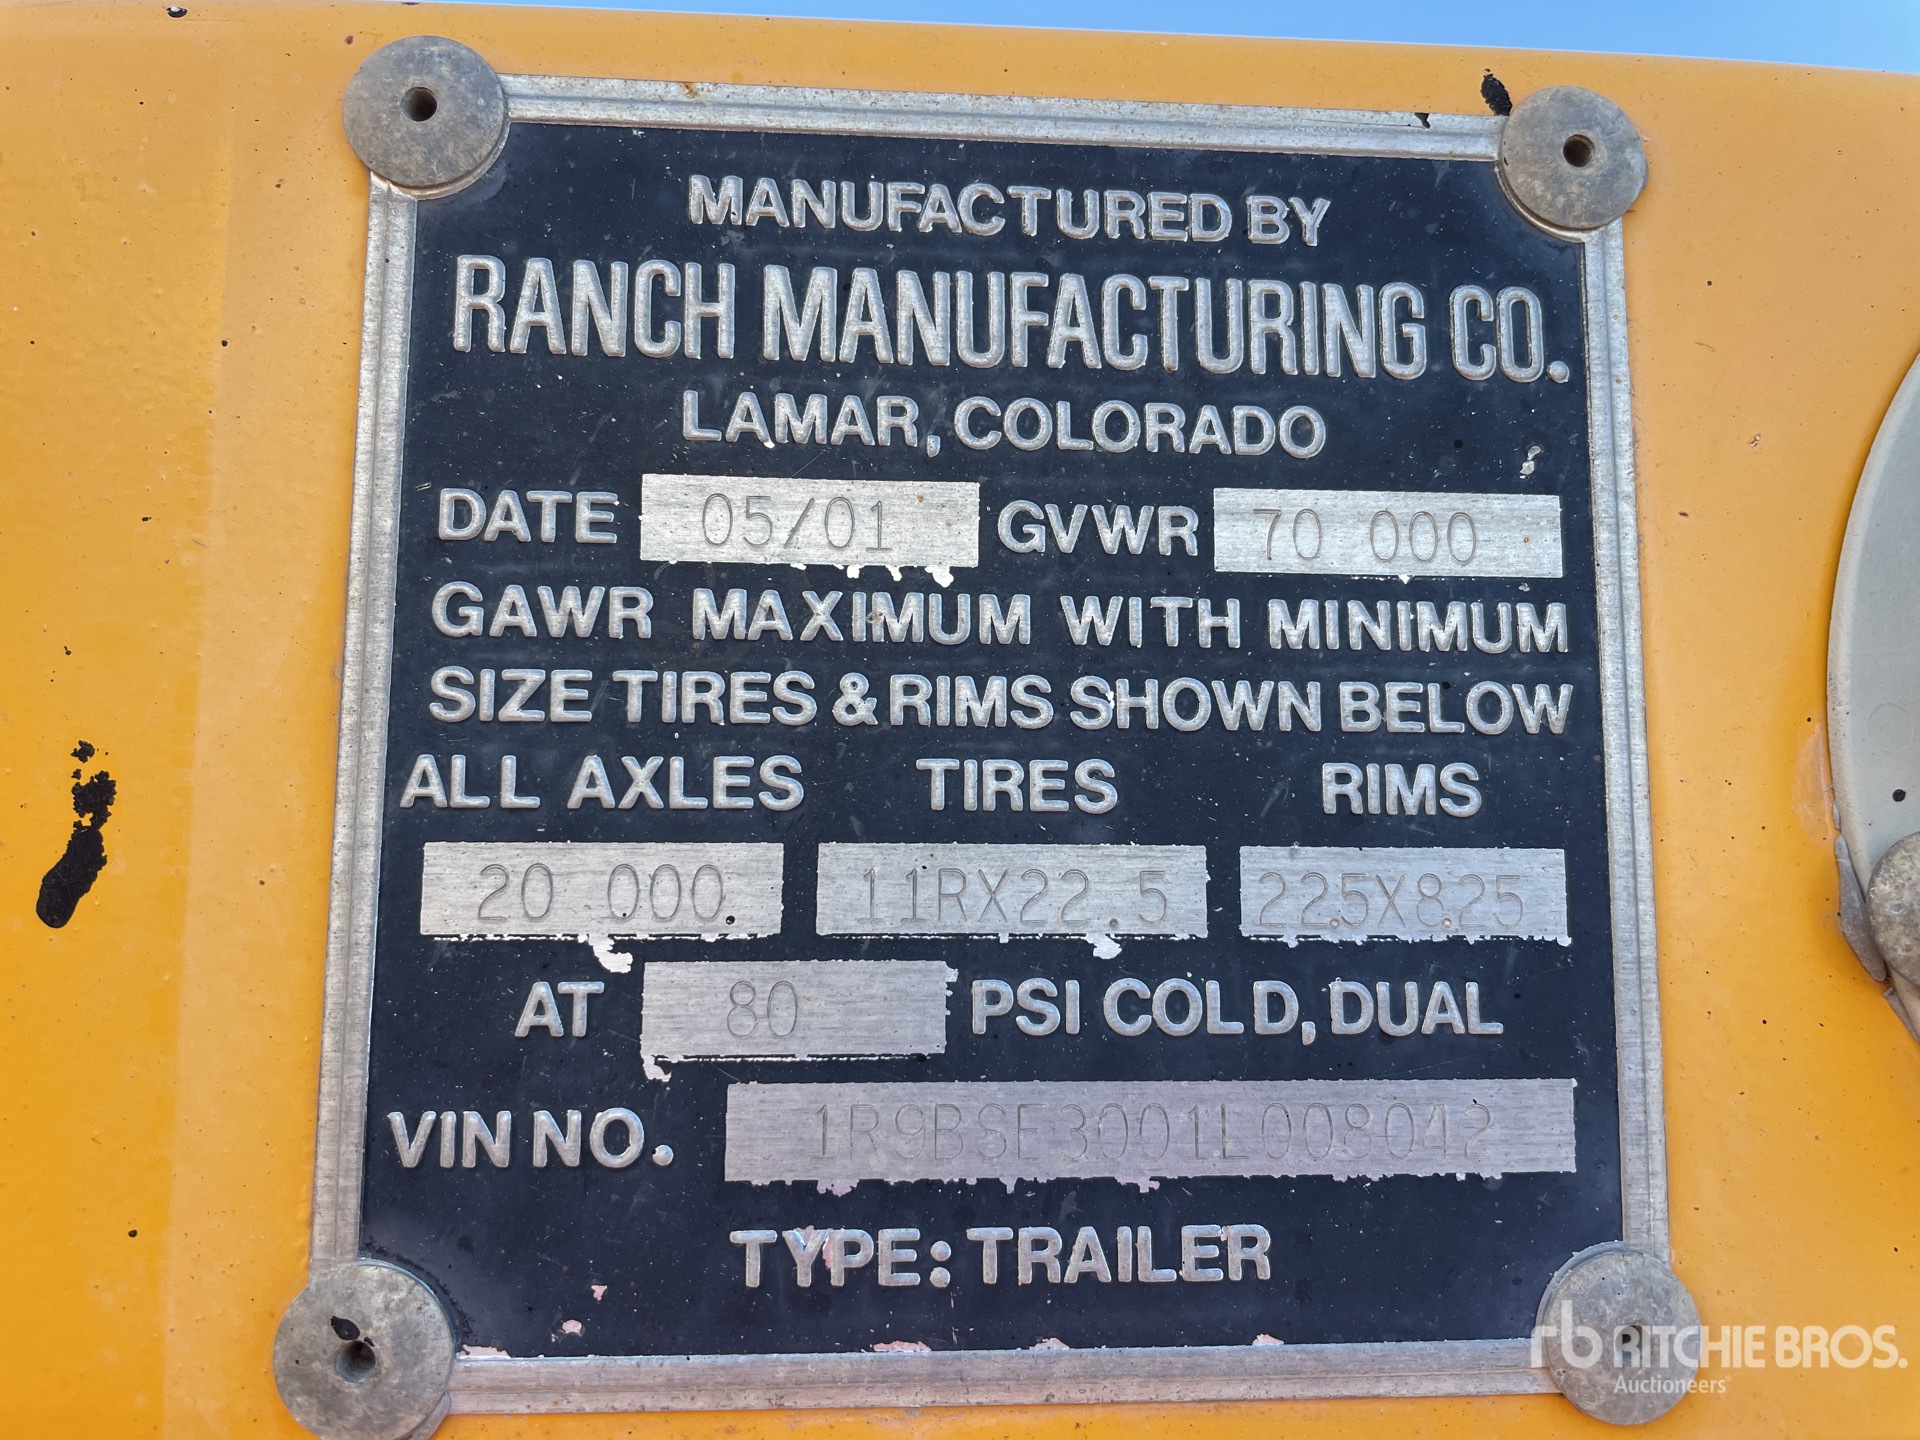 MANUFACTURED BY
RANCH MANUFACTURING CO.
LAMAR, COLORADO
DATE 05/01 GVWR 70 000
GAWR MAXIMUM WITH MINIMUM
SIZE TIRES & RIMS SHOWN BELOW
ALL AXLES TIRES RIMS
20 000 11RX22.5 225X825
AT 80 PSI COLD, DUAL
VIN NO. 1R9BSE3001L008042
TYPE: TRAILER
rb RITCHIE BROS.
Auctioneers